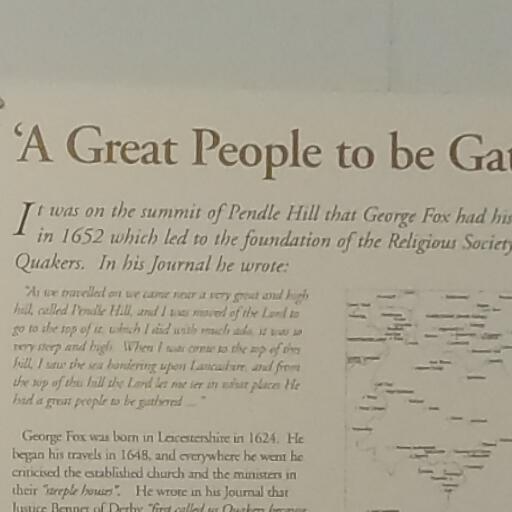 'A Great People to be Gat
It was on the summit of Pendle Hill that George Fox had his
in 1652 which led to the foundation of the Religious Society
Quakers. In his Journal he wrote:
"As we travelled on we came near a very great and high
hill, called Pendle Hill, and I was moved of the Lord to
go to the top of it, which I did with much ado, it was so
very steep and high. When I was come to the top of this
hill, I saw the sea bordering upon Lancashire, and from
the top of this hill the Lord let me see in what places He
had a great people to be gathered ..."
George Fox was born in Leicestershire in 1624. He
began his travels in 1648, and everywhere he went he
criticised the established church and the ministers in
their "steeple houses". He wrote in his Journal that
Justice Bennet of Derby "first called us Quakers because